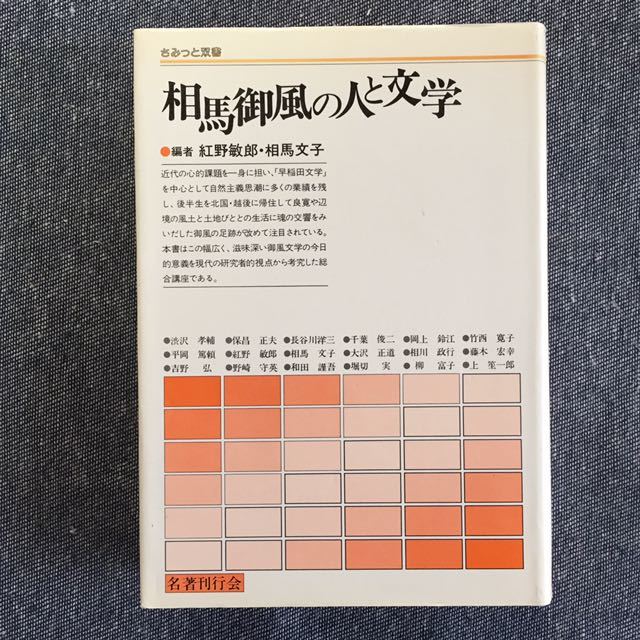 さみっと双書
相馬御風の人と文学
●編者 紅野敏郎・相馬文子
近代の心的課題を一身に担い、「早稲田文学」
を中心として自然主義思潮に多くの業績を残
し、後半生を北国・越後に帰住して良寛や辺
境の風土と土地びととの生活に魂の交響をみ
いだした御風の足跡が改めて注目されている。
本書はこの幅広く、滋味深い御風文学の今日
的意義を現代の研究者的視点から考究した総
合講座である。
●渋沢 孝輔 ●保昌 正夫 ●長谷川洋三 ●千葉 俊二 ●岡上 鈴江 ●竹西 寛子
●平岡 篤頼 ●紅野 敏郎 ●相馬 文子 ●大沢 正道 ●相川 政行 ●藤木 宏幸
●吉野 弘 ●野崎 守英 ●和田 謹吾 ●堀切 実 ●柳 富子 ●上 笙一郎
名著刊行会